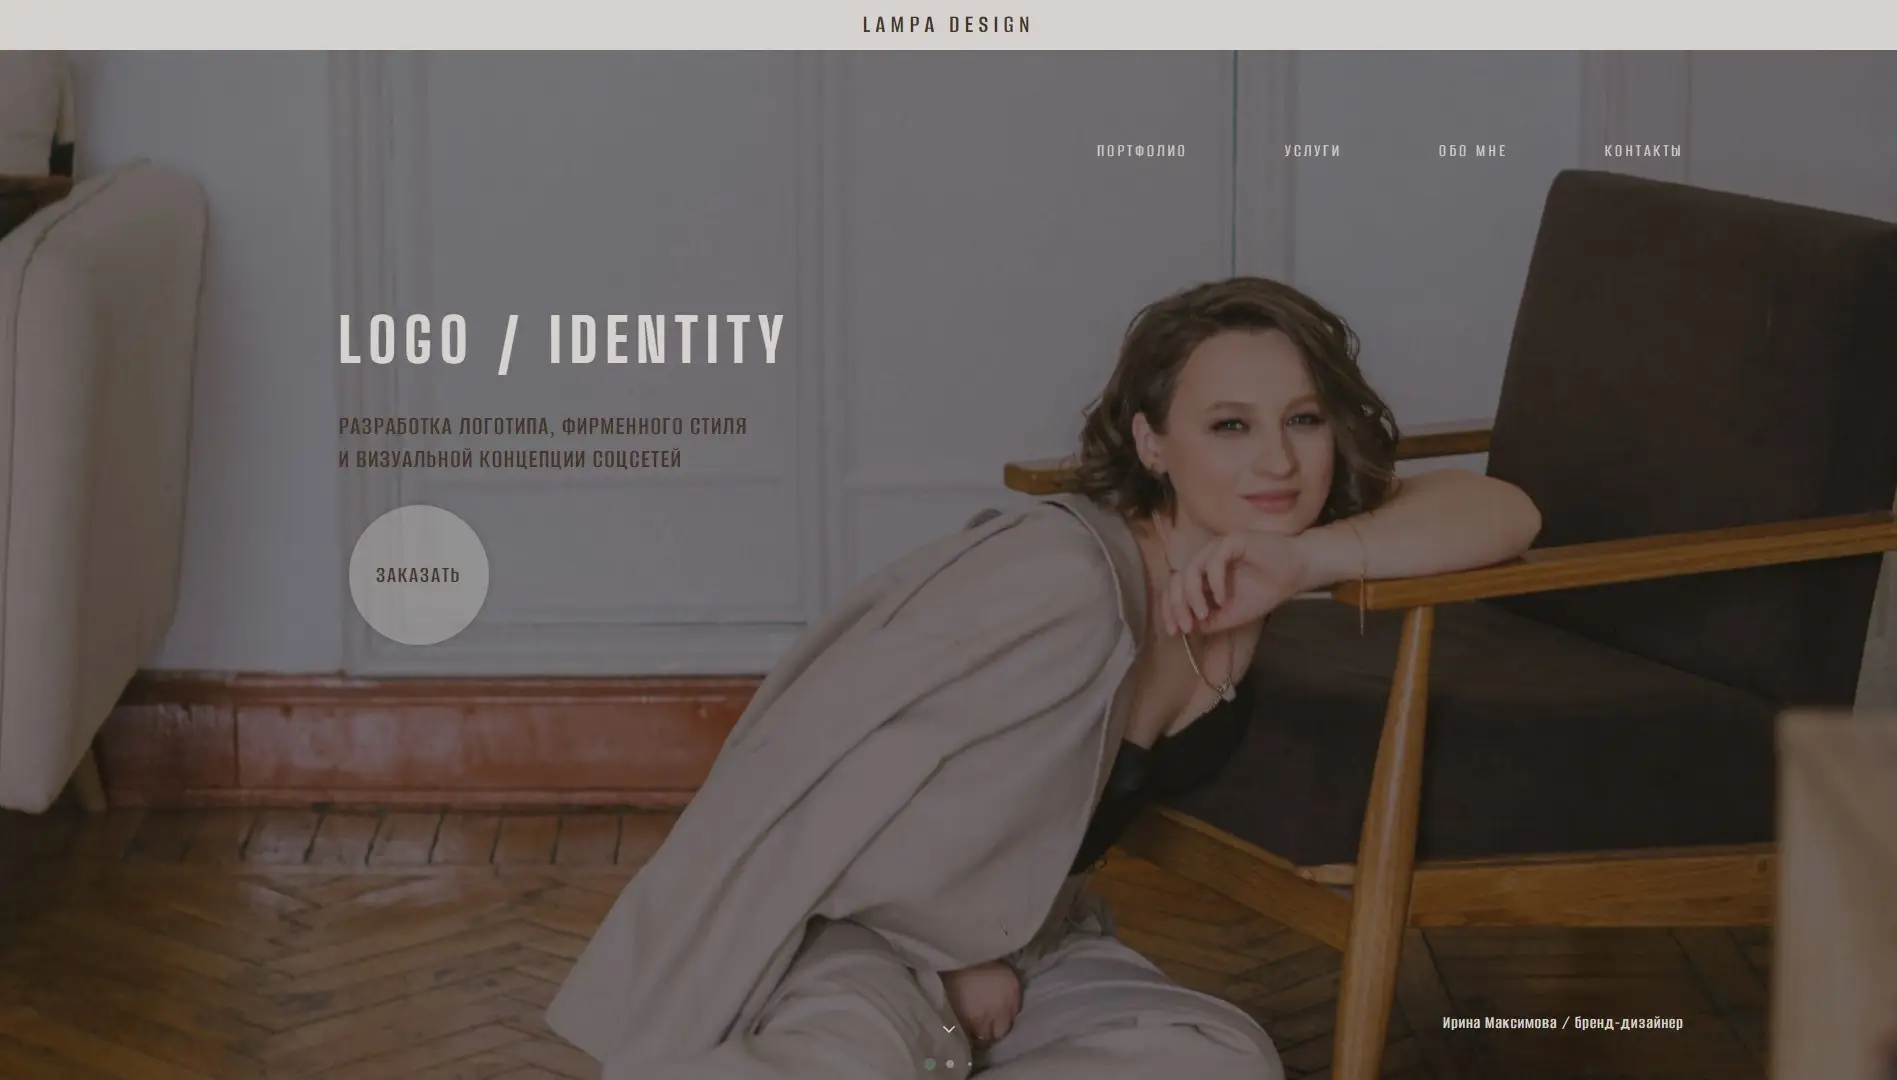 LAMPA DESIGN
ПОРТФОЛИО УСЛУГИ ОБО МНЕ КОНТАКТЫ
LOGO / IDENTITY
РАЗРАБОТКА ЛОГОТИПА, ФИРМЕННОГО СТИЛЯ
И ВИЗУАЛЬНОЙ КОНЦЕПЦИИ СОЦСЕТЕЙ
ЗАКАЗАТЬ
Ирина Максимова / бренд-дизайнер